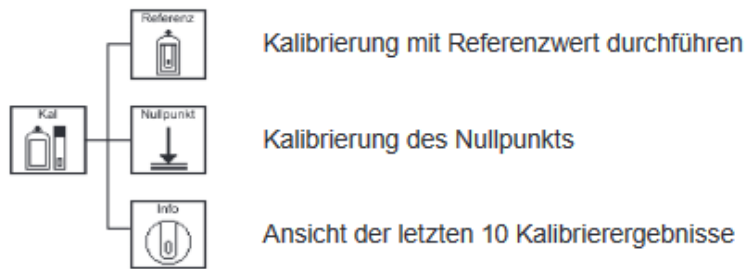 Referenz
Kalibrierung mit Referenzwert durchführen
Kal
Nullpunkt
Kalibrierung des Nullpunkts
Info
Ansicht der letzten 10 Kalibrierergebnisse